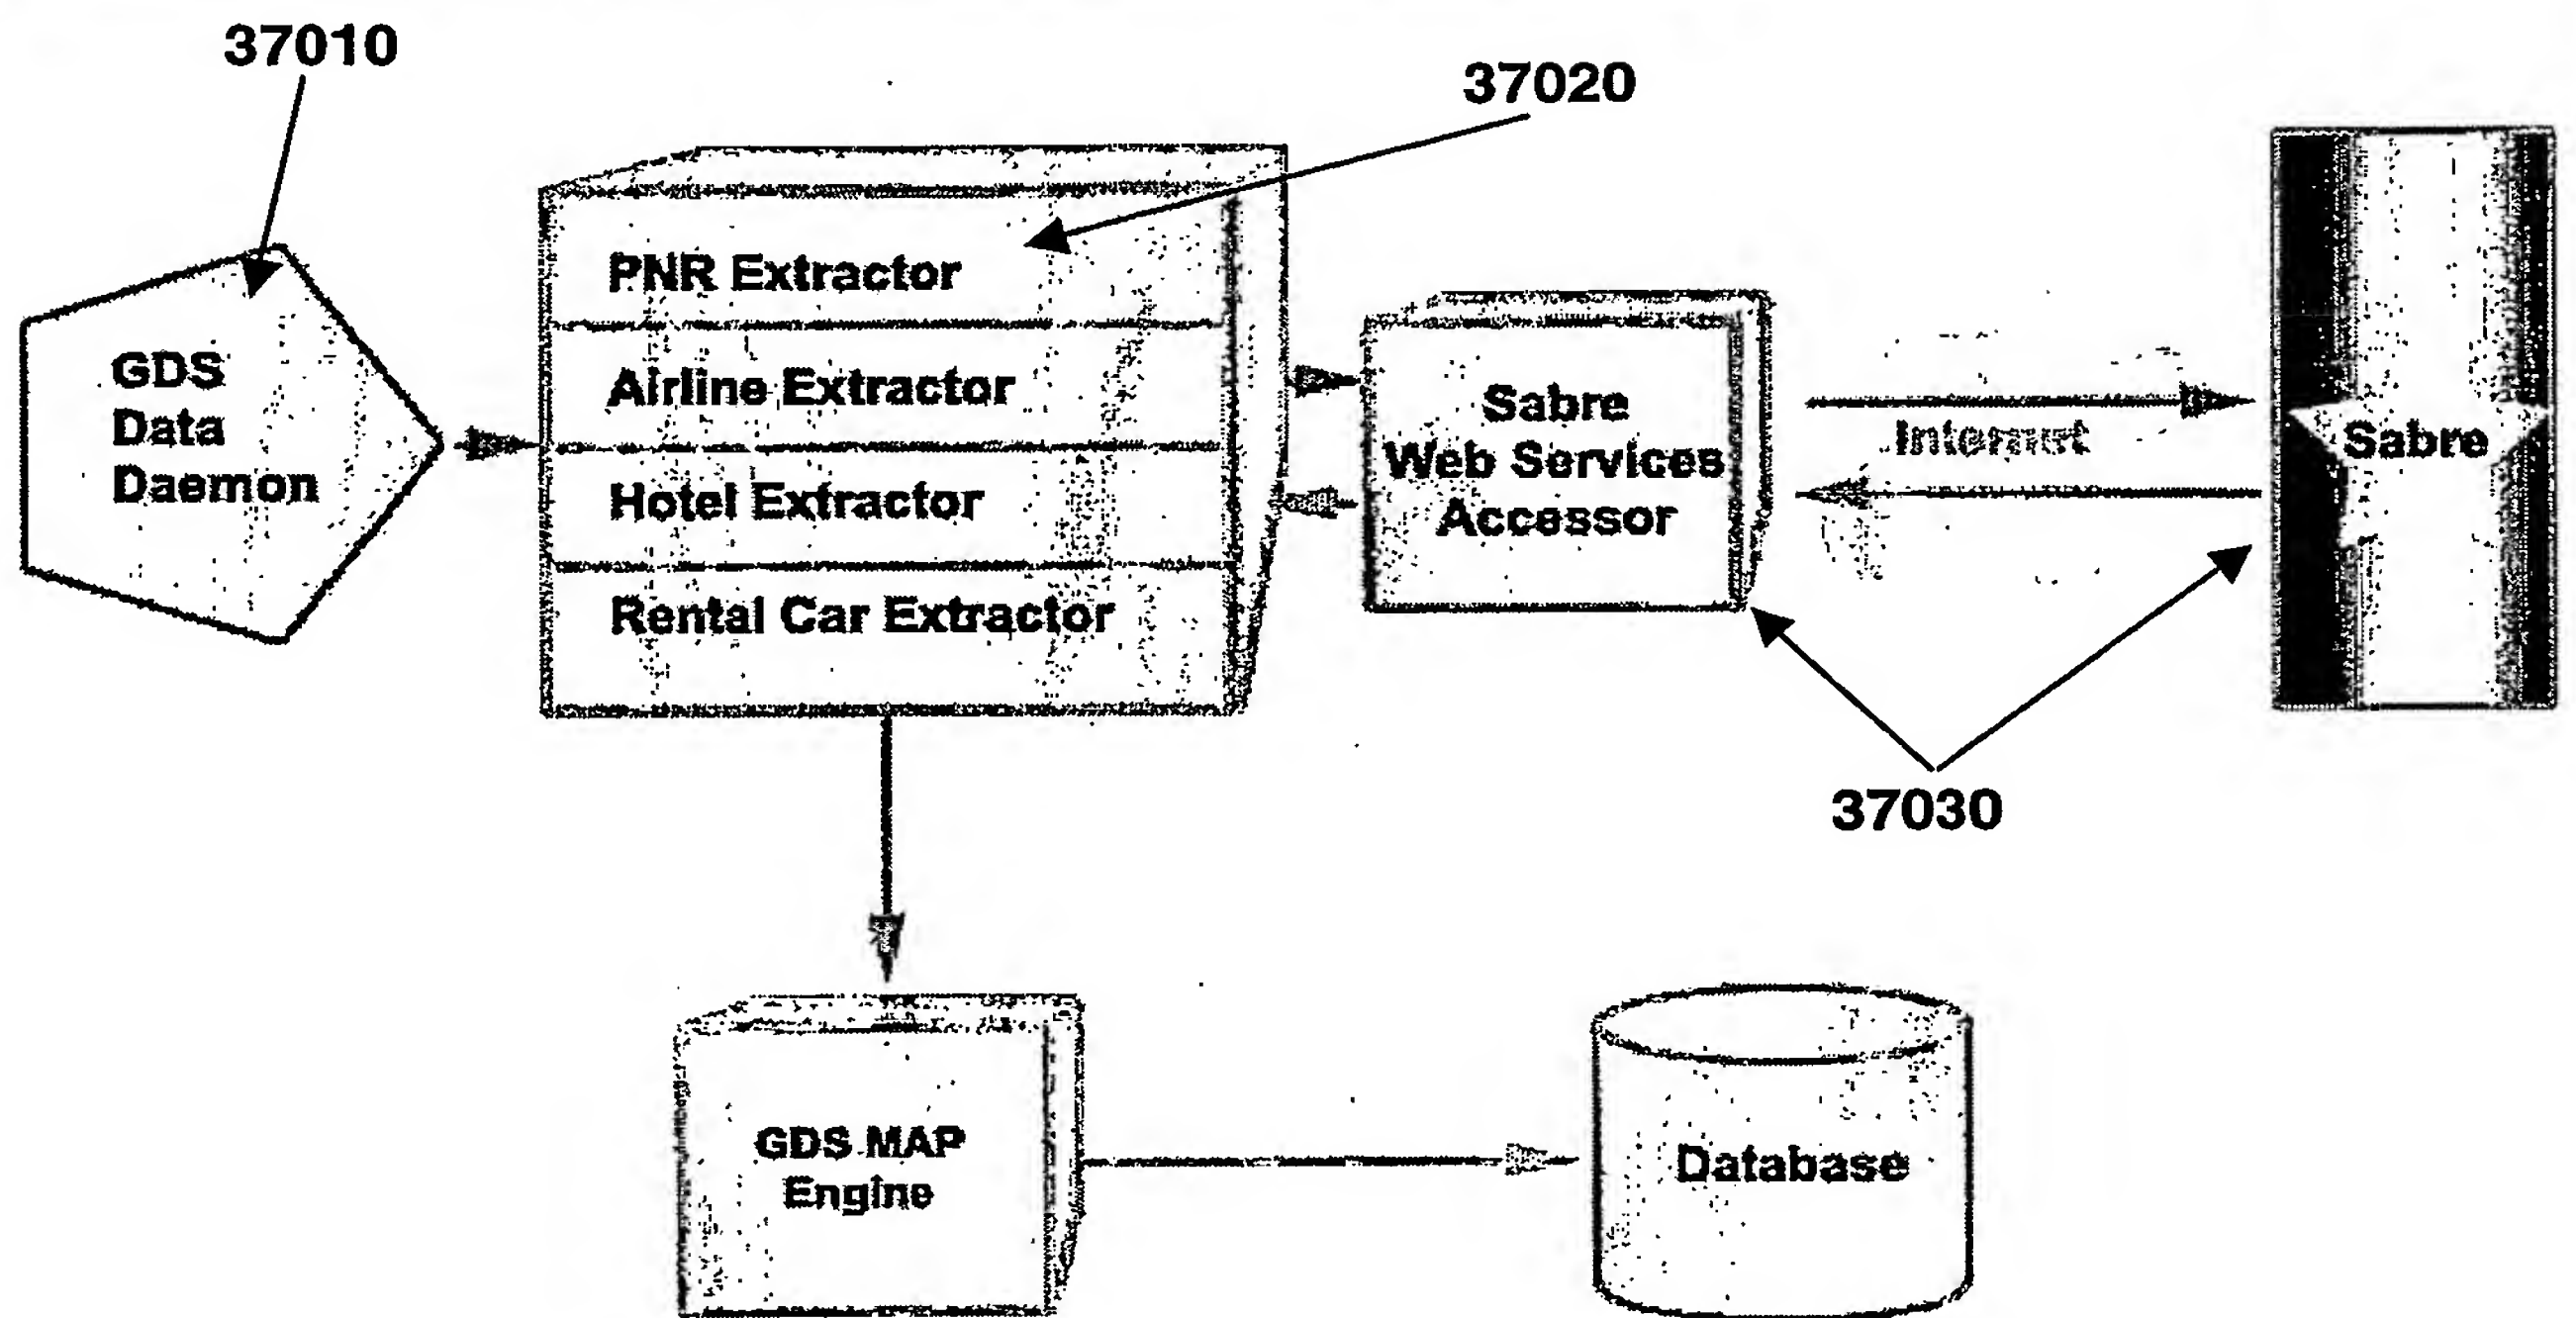 37010
37020
GDS
Data
Daemon
PNR Extractor
Airline Extractor
Hotel Extractor
Rental Car Extractor
Sabre
Web Services
Accessor
Internet
Sabre
37030
GDS MAP
Engine
Database